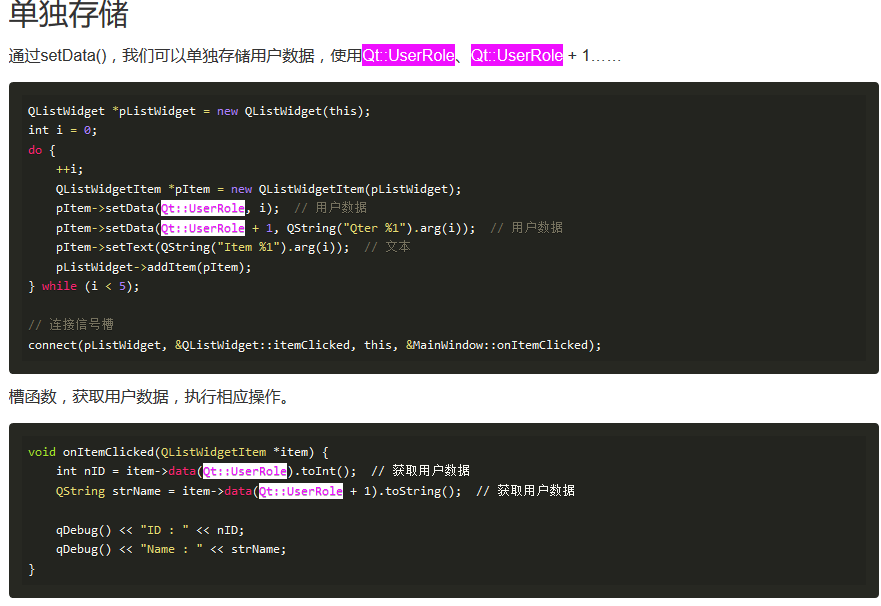 单独存储
通过setData()，我们可以单独存储用户数据，使用Qt::UserRole、Qt::UserRole + 1……
QListWidget *pListWidget = new QListWidget(this);
int i = 0;
do {
    ++i;
    QListWidgetItem *pItem = new QListWidgetItem(pListWidget);
    pItem->setData(Qt::UserRole, i);  // 用户数据
    pItem->setData(Qt::UserRole + 1, QString("Qter %1").arg(i));  // 用户数据
    pItem->setText(QString("Item %1").arg(i));  // 文本
    pListWidget->addItem(pItem);
} while (i < 5);
// 连接信号槽
connect(pListWidget, &QListWidget::itemClicked, this, &MainWindow::onItemClicked);
槽函数，获取用户数据，执行相应操作。
void onItemClicked(QListWidgetItem *item) {
    int nID = item->data(Qt::UserRole).toInt();  // 获取用户数据
    QString strName = item->data(Qt::UserRole + 1).toString();  // 获取用户数据
    qDebug() << "ID : " << nID;
    qDebug() << "Name : " << strName;
}